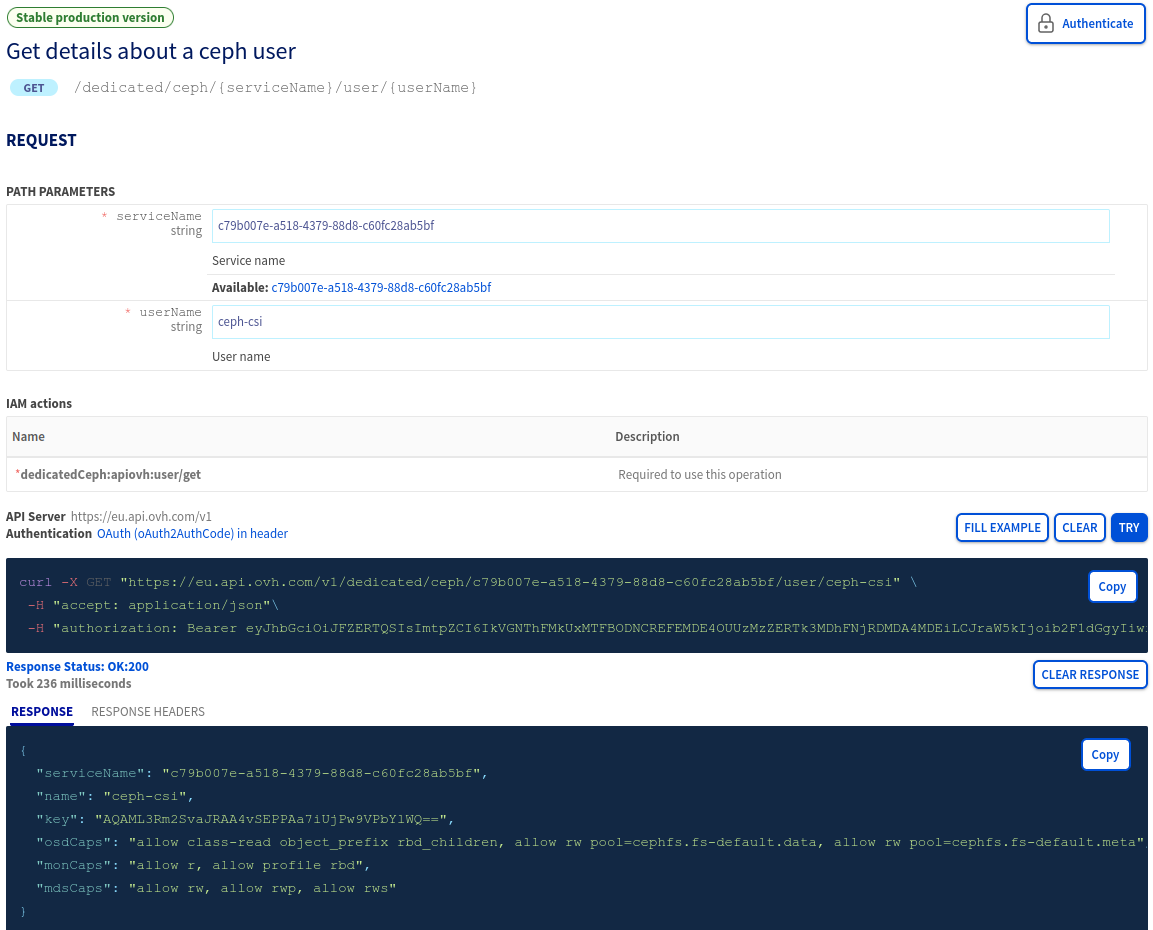 Stable production version
Authenticate
Get details about a ceph user
GET /dedicated/ceph/{serviceName}/user/{userName}
REQUEST
PATH PARAMETERS
* serviceName
string
c79b007e-a518-4379-88d8-c60fc28ab5bf
Service name
Available: c79b007e-a518-4379-88d8-c60fc28ab5bf
* userName
string
ceph-csi
User name
IAM actions
Name Description
*dedicatedCeph:apiovh:user/get Required to use this operation
API Server https://eu.api.ovh.com/v1
Authentication OAuth (oAuth2AuthCode) in header
FILL EXAMPLE CLEAR TRY
curl -X GET "https://eu.api.ovh.com/v1/dedicated/ceph/c79b007e-a518-4379-88d8-c60fc28ab5bf/user/ceph-csi" \
Copy
-H "accept: application/json"\
-H "authorization: Bearer eyJhbGciOiJFZERTQSIsImtpZCI6IkVGNThFMkUxMTFBODNCREFEMDE4OUUzMzZERTk3MDhFNjRDMDA4MDEiLCJraW5kIjoib2F1dGgyIiw
Response Status: OK:200
Took 236 milliseconds
CLEAR RESPONSE
RESPONSE RESPONSE HEADERS
{
Copy
"serviceName": "c79b007e-a518-4379-88d8-c60fc28ab5bf",
"name": "ceph-csi",
"key": "AQAML3Rm2SvaJRAA4vSEPPAa7iUjPw9VPbYlWQ==",
"osdCaps": "allow class-read object_prefix rbd_children, allow rw pool=cephfs.fs-default.data, allow rw pool=cephfs.fs-default.meta"
"monCaps": "allow r, allow profile rbd",
"mdsCaps": "allow rw, allow rwp, allow rws"
}